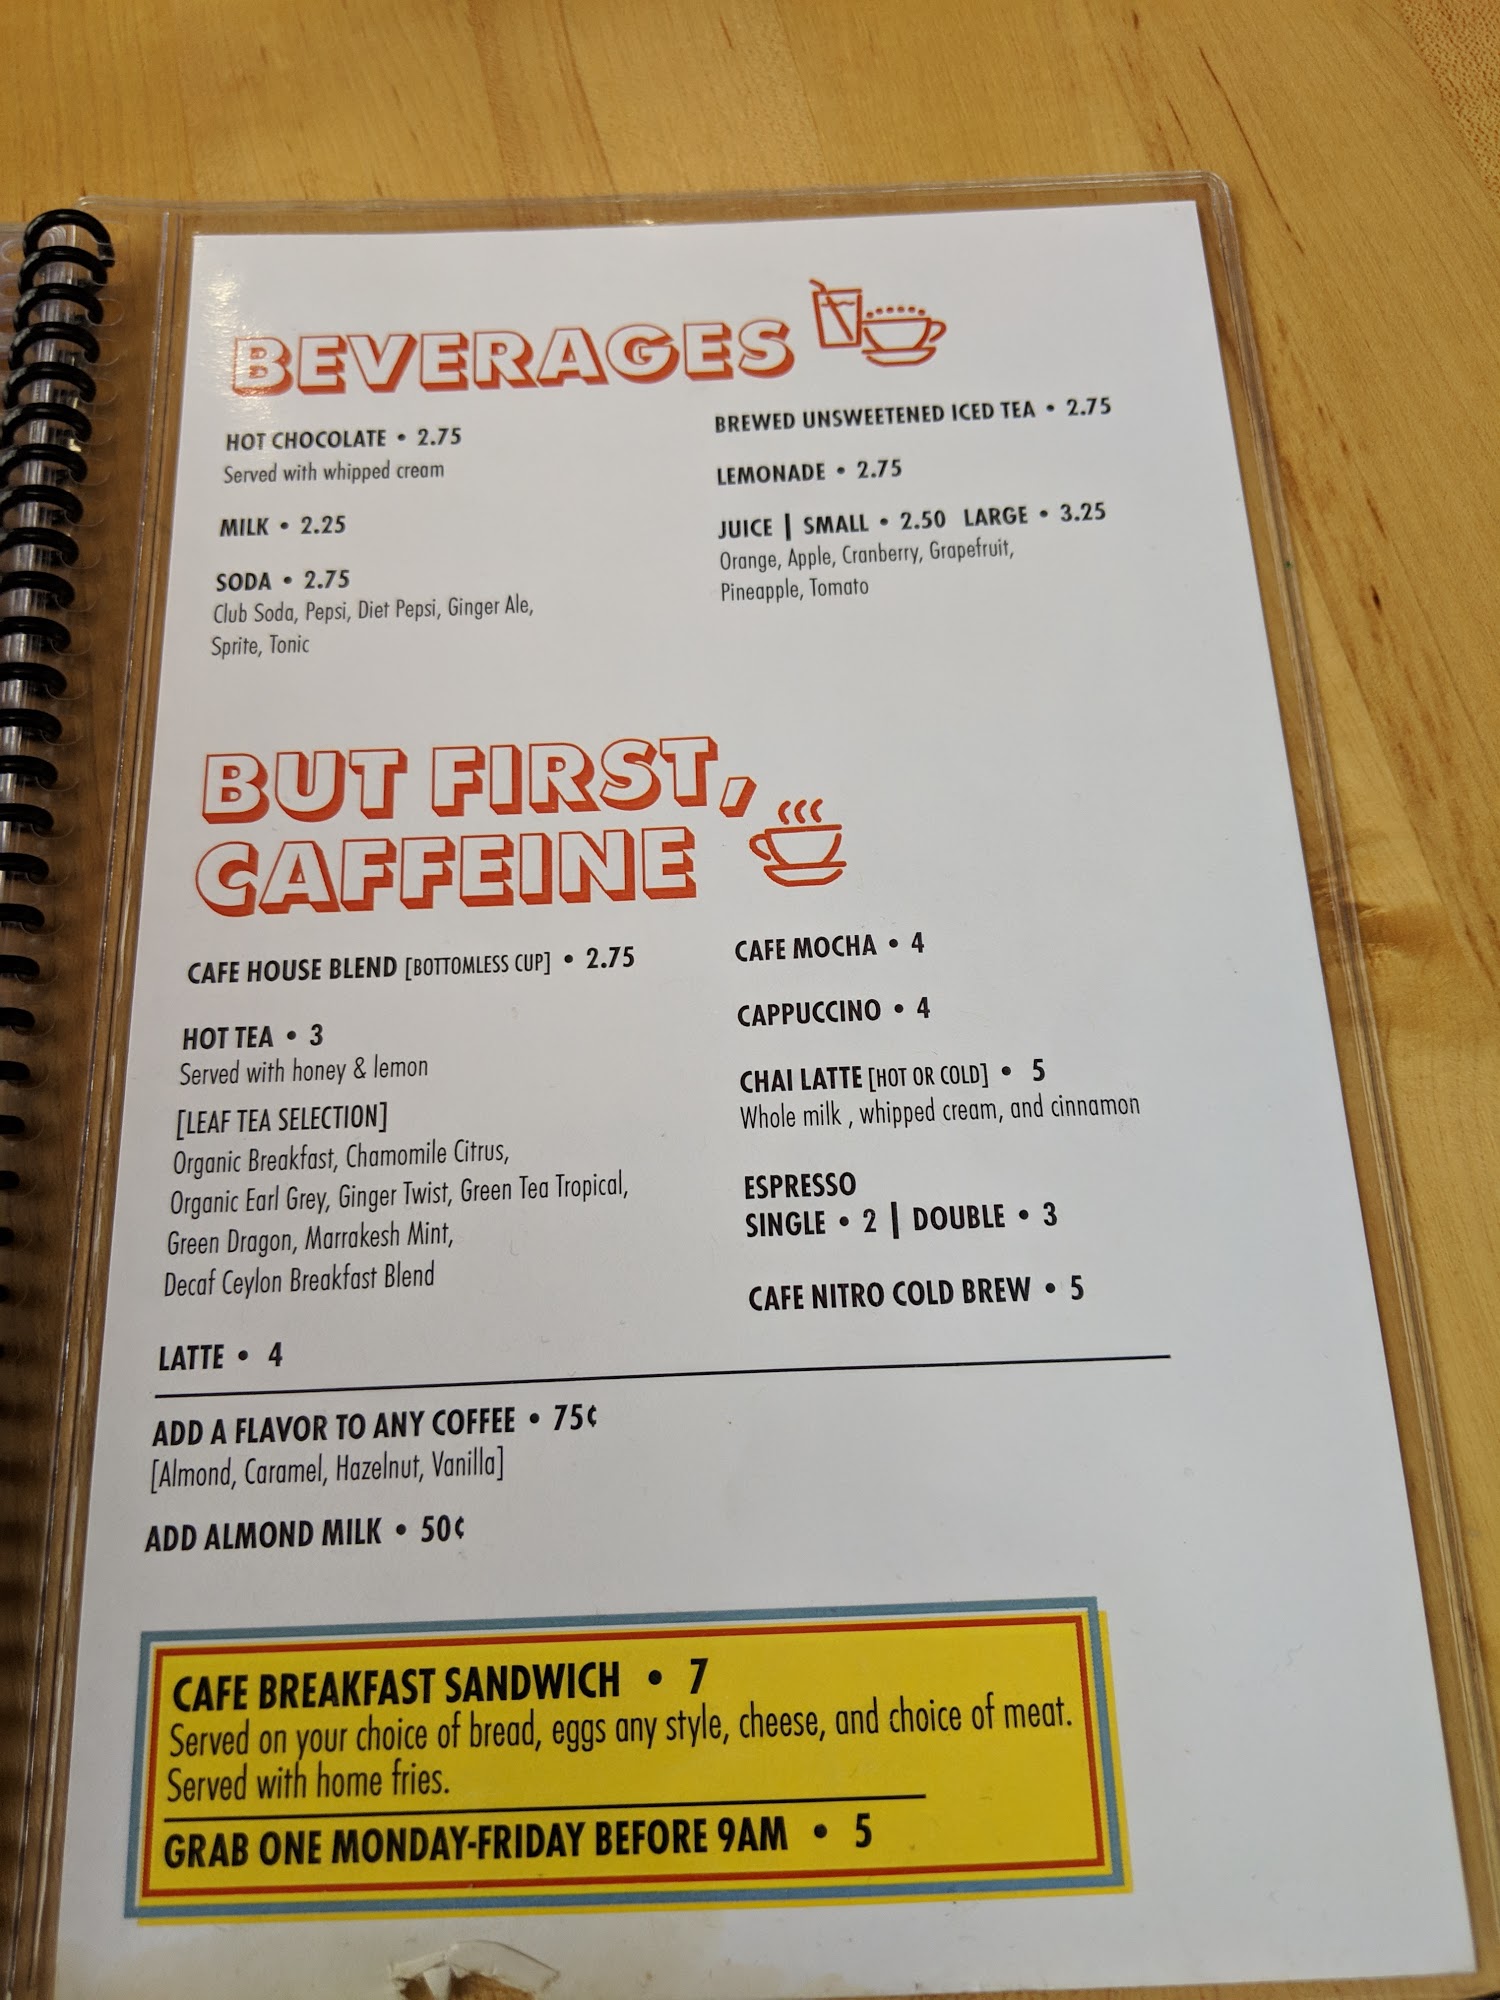 BEVERAGES
HOT CHOCOLATE • 2.75
Served with whipped cream
MILK • 2.25
SODA • 2.75
Club Soda, Pepsi, Diet Pepsi, Ginger Ale,
Sprite, Tonic
BREWED UNSWEETENED ICED TEA • 2.75
LEMONADE • 2.75
JUICE | SMALL • 2.50 LARGE • 3.25
Orange, Apple, Cranberry, Grapefruit,
Pineapple, Tomato
BUT FIRST,
CAFFEINE
CAFE HOUSE BLEND [BOTTOMLESS CUP] • 2.75
HOT TEA • 3
Served with honey & lemon
[LEAF TEA SELECTION]
Organic Breakfast, Chamomile Citrus,
Organic Earl Grey, Ginger Twist, Green Tea Tropical,
Green Dragon, Marrakesh Mint,
Decaf Ceylon Breakfast Blend
LATTE • 4
CAFE MOCHA • 4
CAPPUCCINO • 4
CHAI LATTE [HOT OR COLD] • 5
Whole milk , whipped cream, and cinnamon
ESPRESSO
SINGLE • 2 | DOUBLE • 3
CAFE NITRO COLD BREW • 5
ADD A FLAVOR TO ANY COFFEE • 75¢
[Almond, Caramel, Hazelnut, Vanilla]
ADD ALMOND MILK • 50¢
CAFE BREAKFAST SANDWICH • 7
Served on your choice of bread, eggs any style, cheese, and choice of meat.
Served with home fries.
GRAB ONE MONDAY-FRIDAY BEFORE 9AM • 5